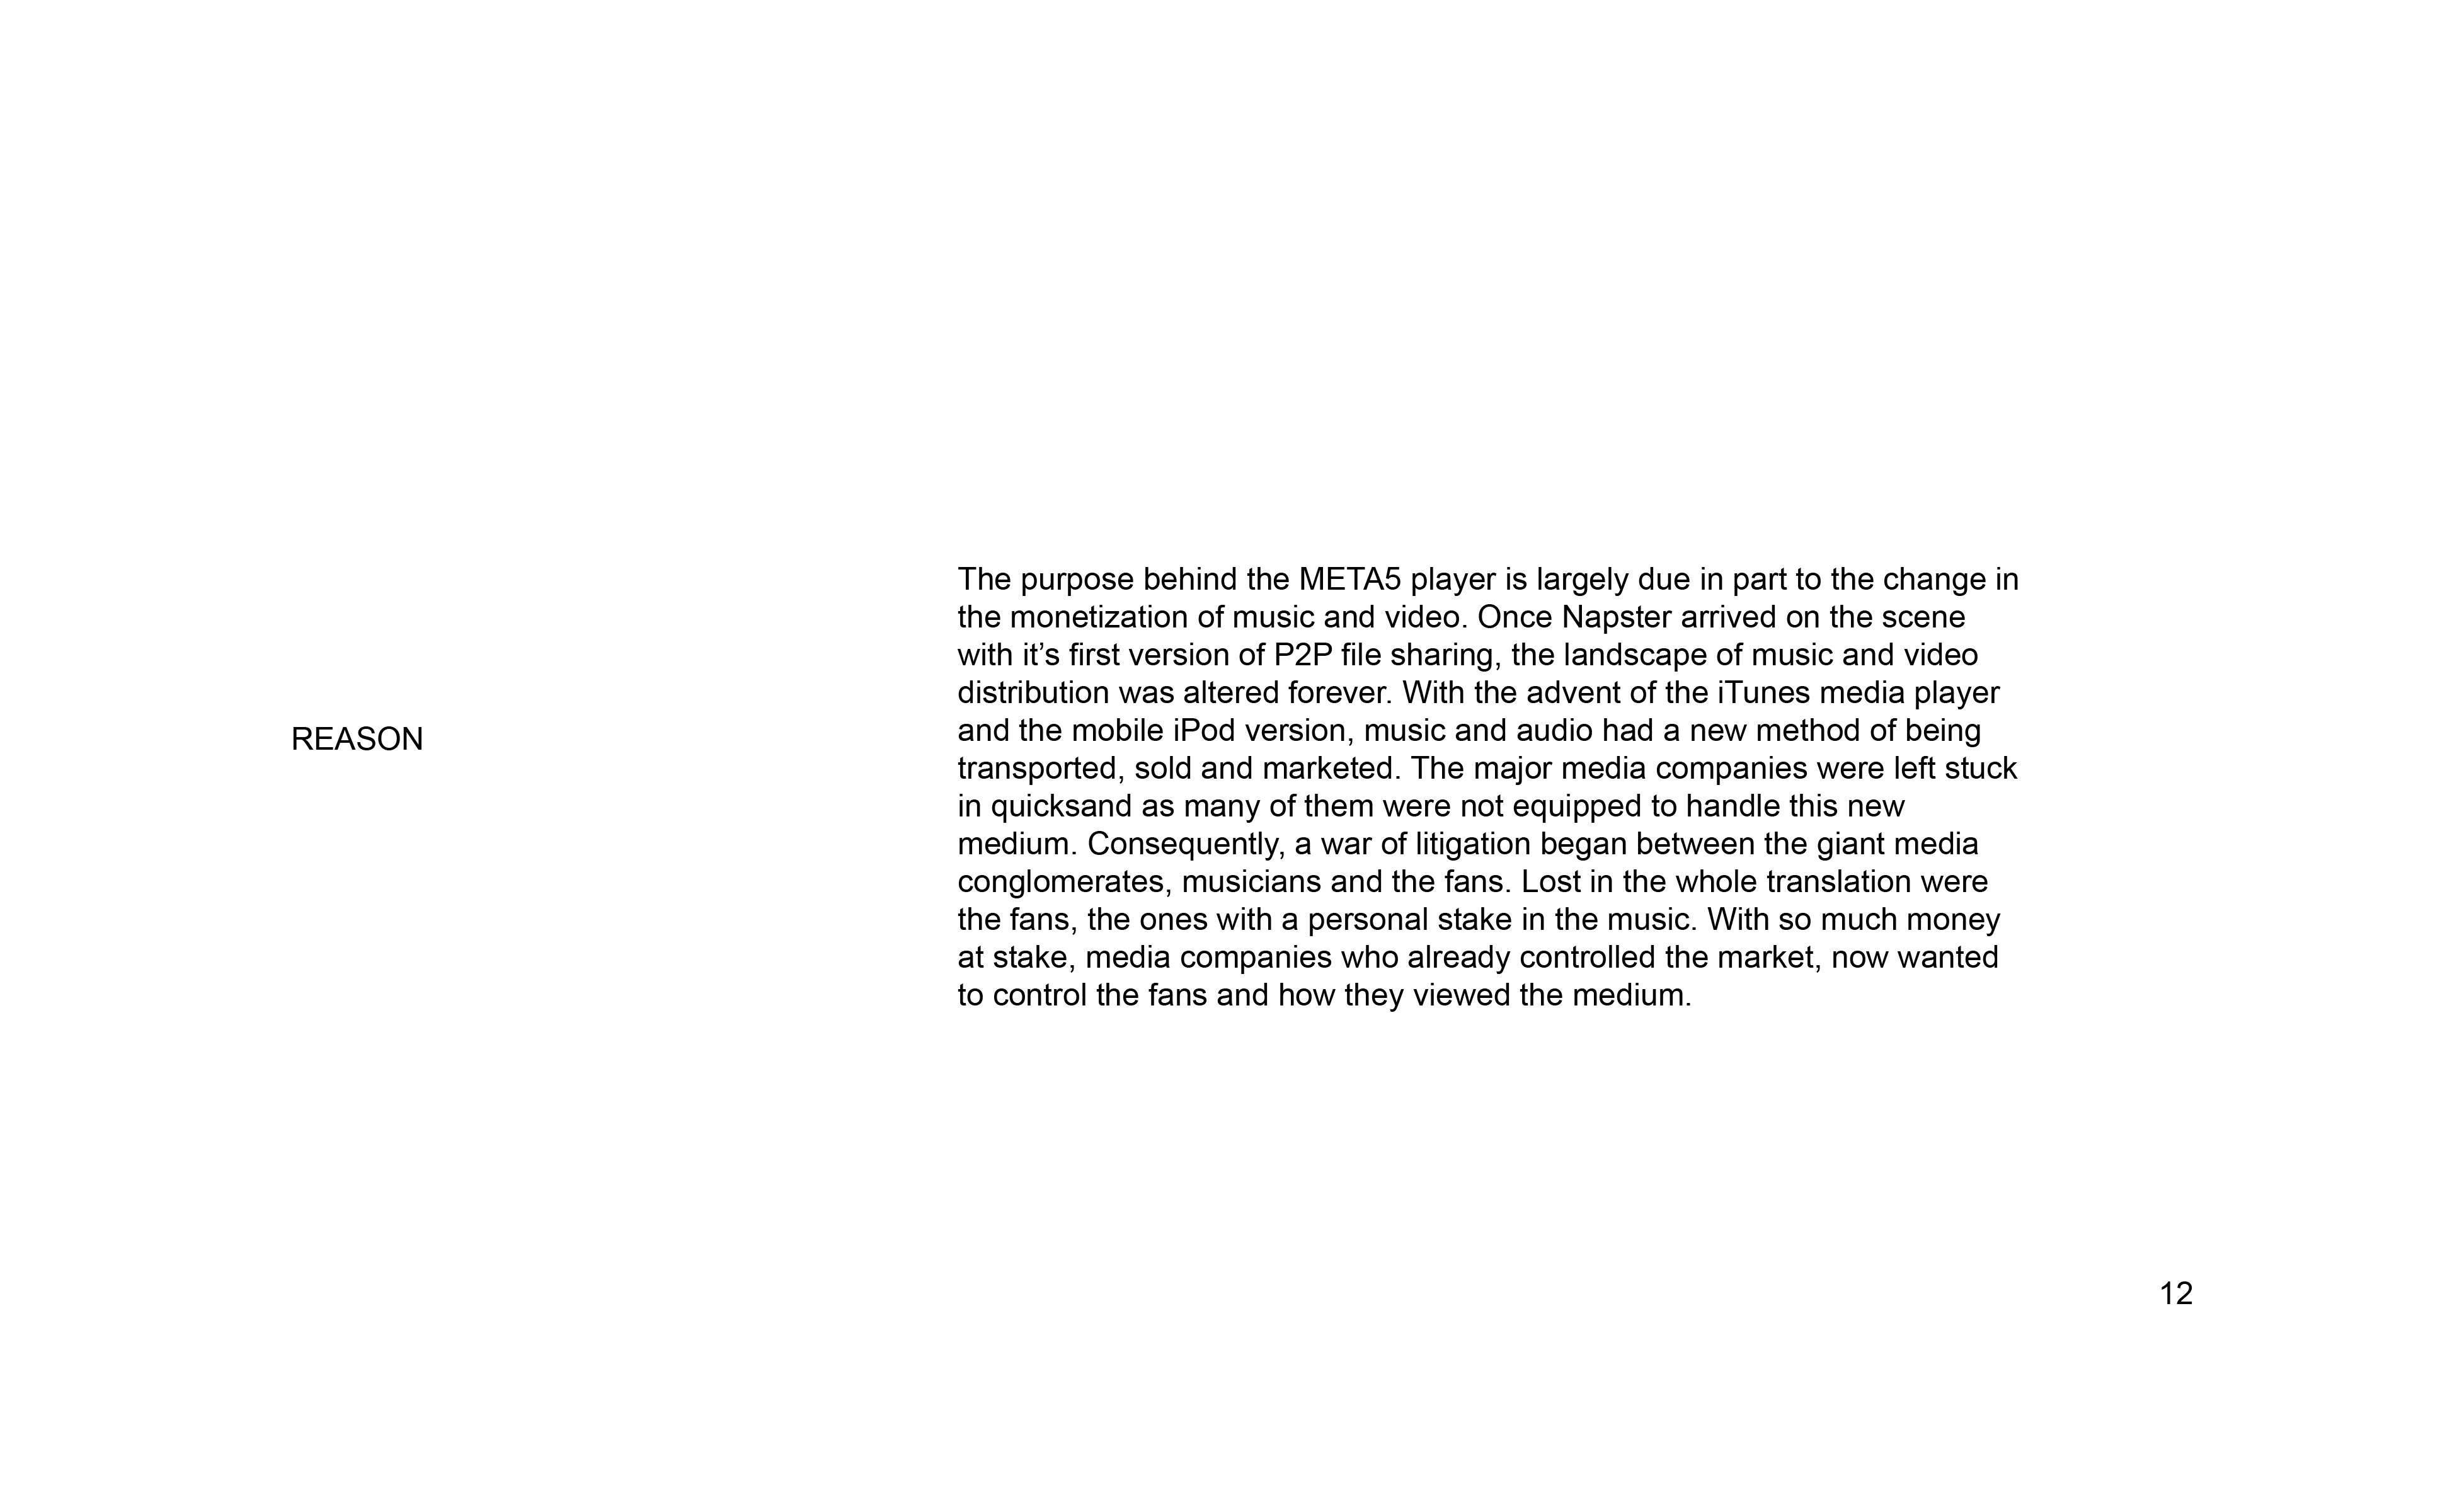 REASON
The purpose behind the META5 player is largely due in part to the change in
the monetization of music and video. Once Napster arrived on the scene
with it’s first version of P2P file sharing, the landscape of music and video
distribution was altered forever. With the advent of the iTunes media player
and the mobile iPod version, music and audio had a new method of being
transported, sold and marketed. The major media companies were left stuck
in quicksand as many of them were not equipped to handle this new
medium. Consequently, a war of litigation began between the giant media
conglomerates, musicians and the fans. Lost in the whole translation were
the fans, the ones with a personal stake in the music. With so much money
at stake, media companies who already controlled the market, now wanted
to control the fans and how they viewed the medium.
12